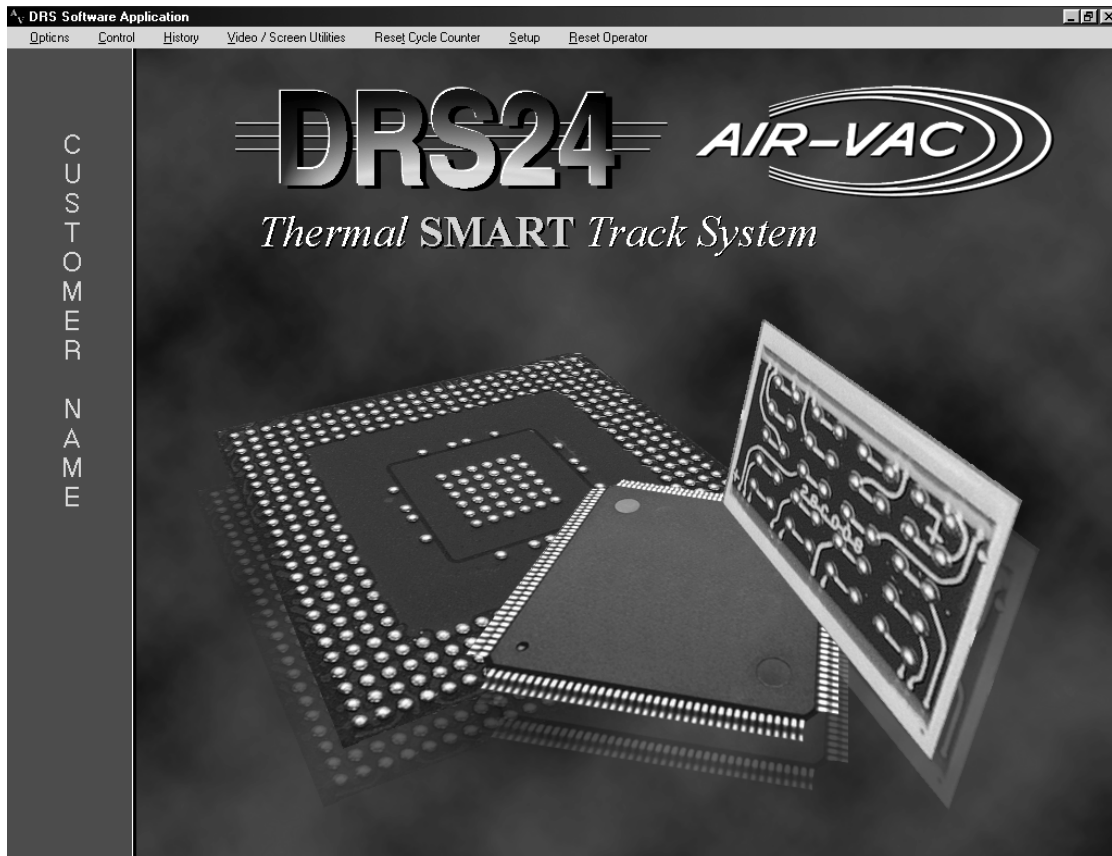 DRS Software Application
Options Control History Video / Screen Utilities Reset Cycle Counter Setup Reset Operator
DRS24
AIR-VAC
Thermal SMART Track System
CUSTOMER NAME
28C008